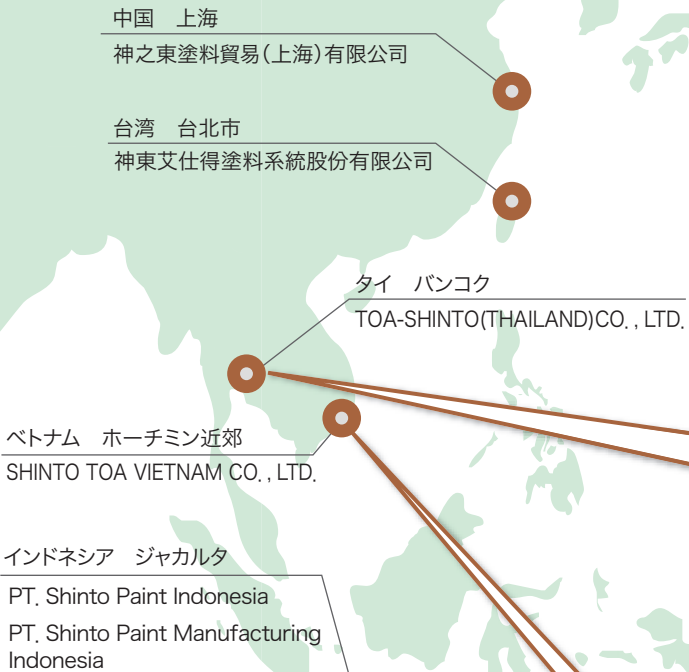 中国　上海
神之東塗料貿易(上海)有限公司
台湾　台北市
神東艾仕得塗料系統股份有限公司
タイ　バンコク
TOA-SHINTO(THAILAND)CO., LTD.
ベトナム　ホーチミン近郊
SHINTO TOA VIETNAM CO., LTD.
インドネシア　ジャカルタ
PT. Shinto Paint Indonesia
PT. Shinto Paint Manufacturing
Indonesia